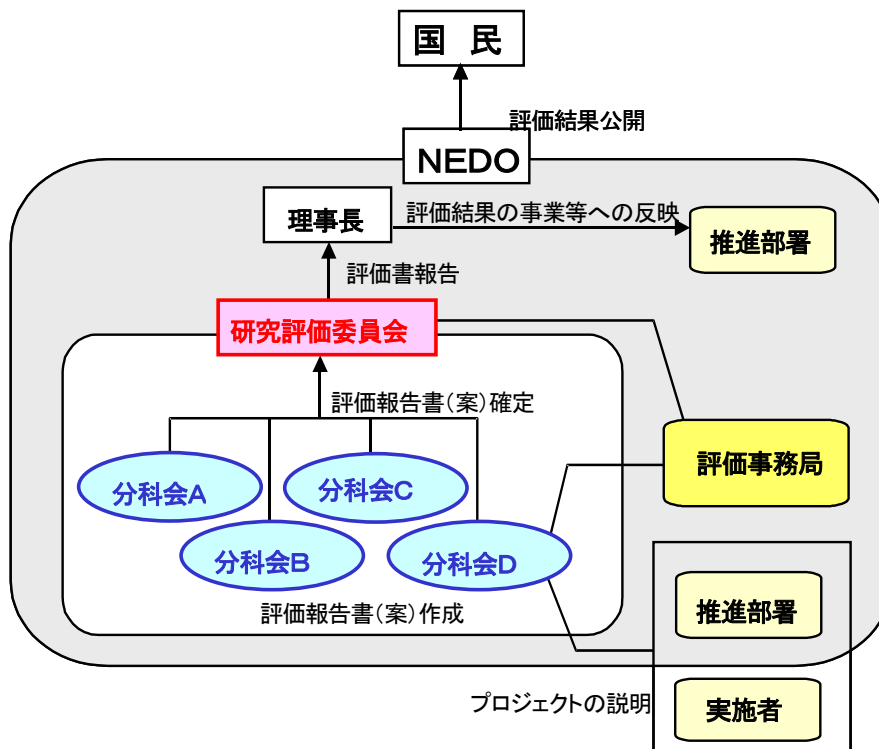 国 民
評価結果公開
NEDO
理事長
評価結果の事業等への反映
推進部署
評価書報告
研究評価委員会
評価報告書(案)確定
評価事務局
分科会A
分科会C
分科会B
分科会D
評価報告書(案)作成
推進部署
プロジェクトの説明
実施者